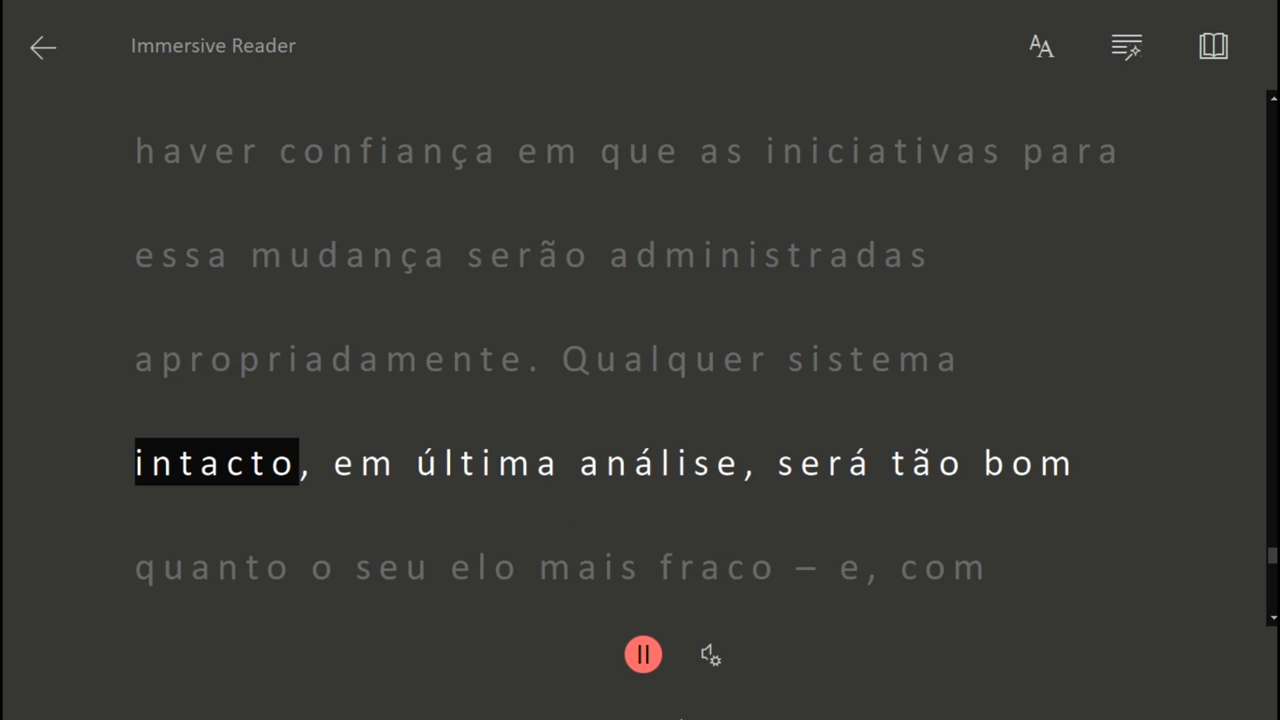 Immersive Reader
haver confiança em que as iniciativas para
essa mudança serão administradas
apropriadamente. Qualquer sistema
intacto, em última análise, será tão bom
quanto o seu elo mais fraco – e, com